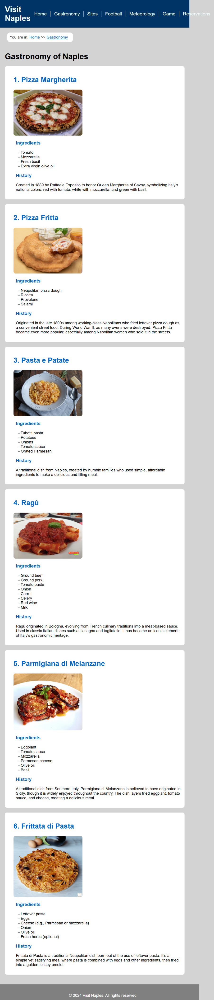 Visit
Naples
Home
Gastronomy
Sites
Football
Meteorology
Game
Reservations
You are in: Home >> Gastronomy
Gastronomy of Naples
1. Pizza Margherita
Ingredients
- Tomato
- Mozzarella
- Fresh basil
- Extra virgin olive oil
History
Created in 1889 by Raffaele Esposito to honor Queen Margherita of Savoy, symbolizing Italy's
national colors: red with tomato, white with mozzarella, and green with basil.
2. Pizza Fritta
Ingredients
- Neapolitan pizza dough
- Ricotta
- Provolone
- Salami
History
Originated in the late 1800s among working-class Napolitans who fried leftover pizza dough as
a convenient street food. During World War II, as many ovens were destroyed, Pizza Fritta
became even more popular, especially among Napolitan women who sold it in the streets.
3. Pasta e Patate
Ingredients
- Tubetti pasta
- Potatoes
- Onions
- Tomato sauce
- Grated Parmesan
History
A traditional dish from Naples, created by humble families who used simple, affordable
ingredients to make a delicious and filling meal.
4. Ragù
Ingredients
- Ground beef
- Ground pork
- Tomato paste
- Onion
- Carrot
- Celery
- Red wine
- Milk
History
Ragù originated in Bologna, evolving from French culinary traditions into a meat-based sauce.
Used in classic Italian dishes such as lasagna and tagliatelle, it has become an iconic element
of Italy's gastronomic heritage.
5. Parmigiana di Melanzane
Ingredients
- Eggplant
- Tomato sauce
- Mozzarella
- Parmesan cheese
- Olive oil
- Basil
History
A traditional dish from Southern Italy, Parmigiana di Melanzane is believed to have originated in
Sicily, though it is widely enjoyed throughout the country. The dish layers fried eggplant, tomato
sauce, and cheese, creating a delicious meal.
6. Frittata di Pasta
Ingredients
- Leftover pasta
- Eggs
- Cheese (e.g., Parmesan or mozzarella)
- Onion
- Olive oil
- Fresh herbs (optional)
History
Frittata di Pasta is a traditional Neapolitan dish born out of the use of leftover pasta. It's a
simple yet satisfying meal where pasta is combined with eggs and other ingredients, then fried
into a golden, crispy omelet.
© 2024 Visit Naples. All rights reserved.